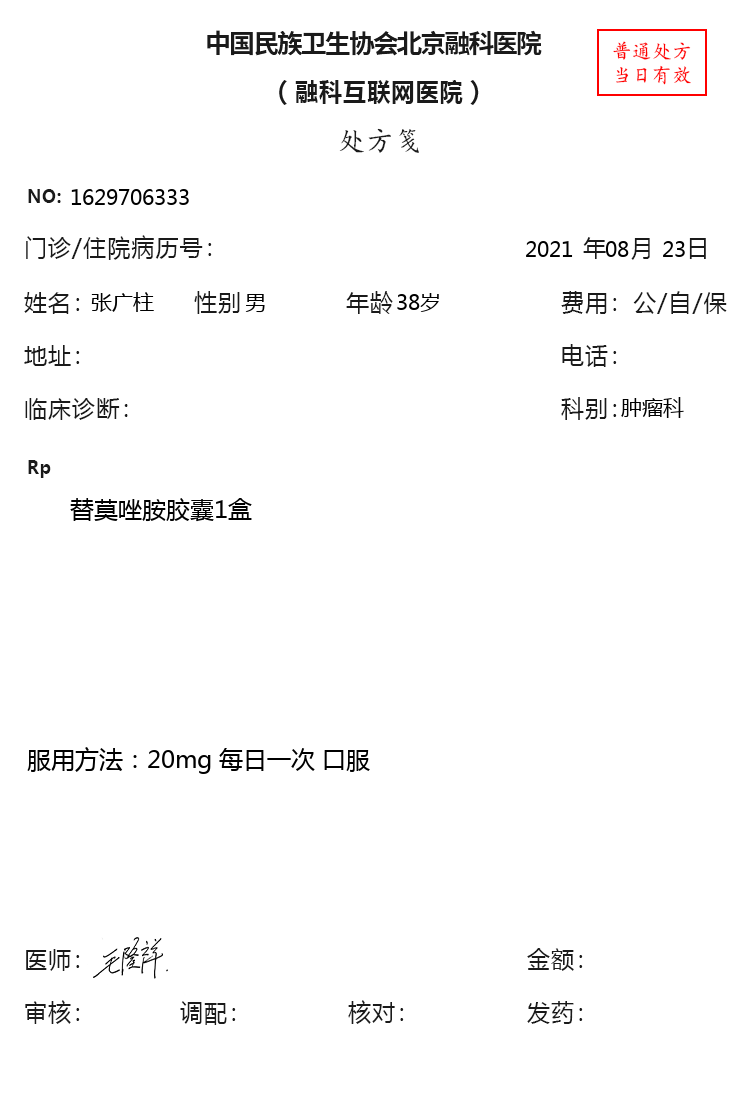 中国民族卫生协会北京融科医院
（融科互联网医院）
普通处方
当日有效
处方笺
NO: 1629706333
门诊/住院病历号： 2021 年08月 23日
姓名：张广柱 性别 男 年龄 38岁 费用： 公/自/保
地址： 电话：
临床诊断： 科别：肿瘤科
Rp
替莫唑胺胶囊1盒
服用方法：20mg 每日一次 口服
医师：毛隆祥 金额：
审核： 调配： 核对： 发药：